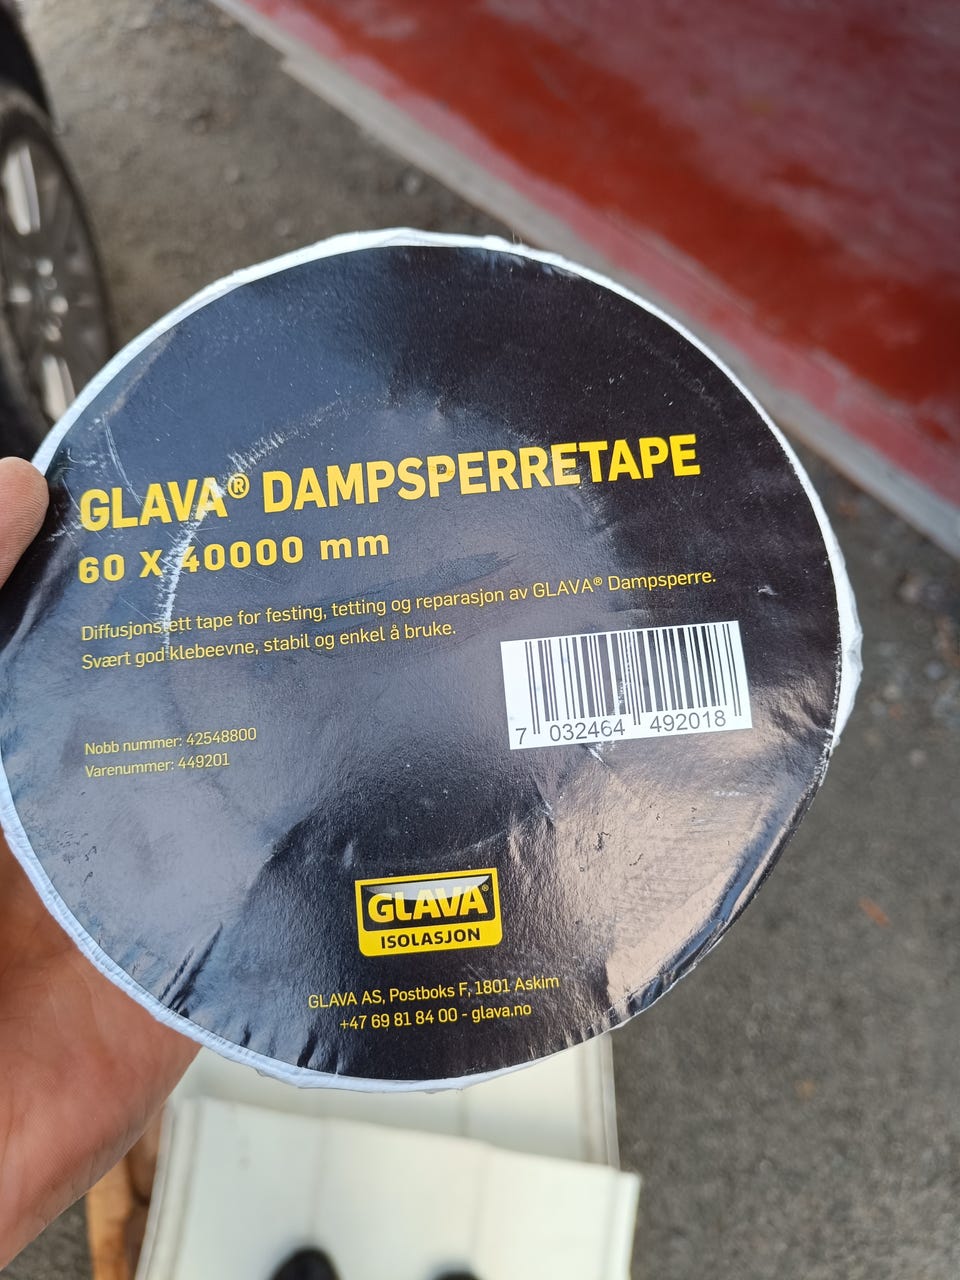 GLAVA® DAMPSPERRETAPE
60 X 40000 mm
Diffusjonstett tape for festing, tetting og reparasjon av GLAVA® Dampsperre.
Svært god klebeevne, stabil og enkel å bruke.
7 032464 492018
Nobb nummer: 42548800
Varenummer: 449201
GLAVA®
ISOLASJON
GLAVA AS, Postboks F, 1801 Askim
+47 69 81 84 00 - glava.no